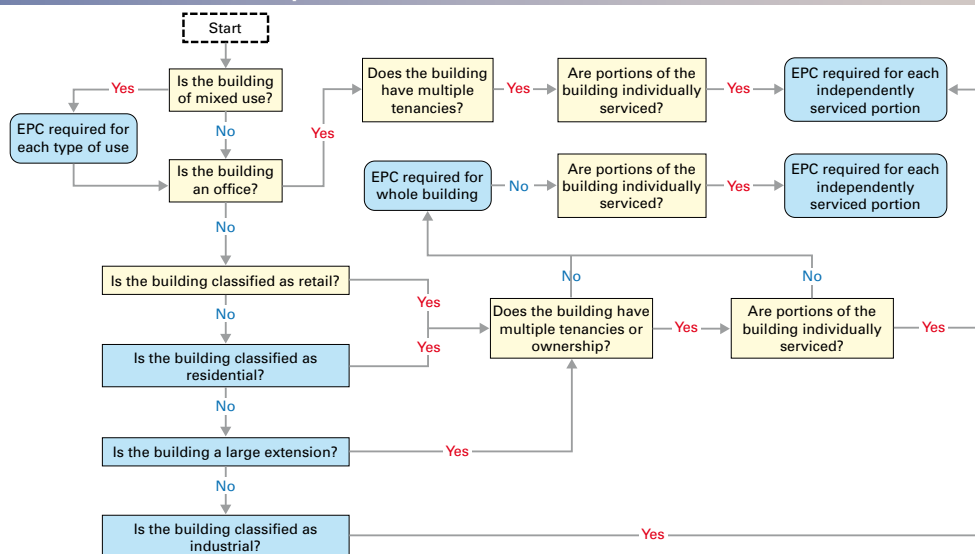 Start
Is the building
of mixed use?
Yes
EPC required for
each type of use
No
Is the building
an office?
Yes
Does the building
have multiple
tenancies?
Yes
Are portions of the
building individually
serviced?
Yes
EPC required for each
independently
serviced portion
EPC required for
whole building
No
Are portions of the
building individually
serviced?
Yes
EPC required for each
independently
serviced portion
No
Is the building classified as retail?
Yes
No
Is the building classified as
residential?
Yes
Does the building have
multiple tenancies or
ownership?
No
Yes
Are portions of the
building individually
serviced?
No
Yes
No
Is the building a large extension?
Yes
No
Is the building classified as
industrial?
Yes